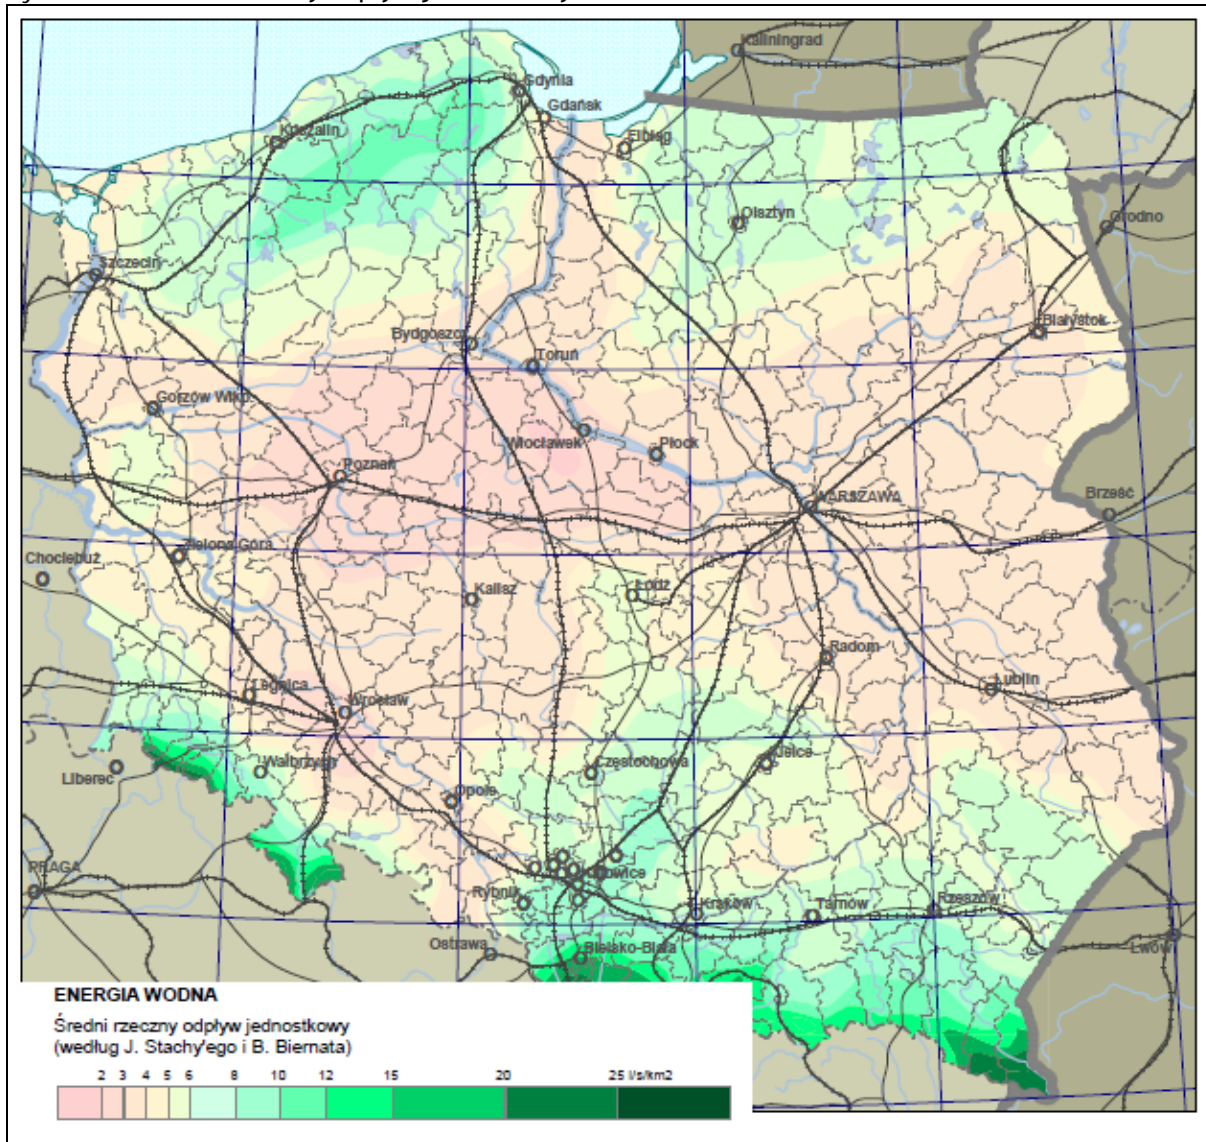 Kaliningrad
Gdynia
Gdańsk
Koszalin
Elbląg
Grodno
Olsztyn
Szczecin
Białystok
Bydgoszcz
Toruń
Gorzów Wlkp.
Włocławek
Płock
Poznań
WARSZAWA
Brześć
Zielona Góra
Chociebuż
Kalisz
Łódź
Radom
Lublin
Legnica
Wrocław
Kielce
Liberec
Wałbrzych
Częstochowa
Opole
PRAGA
Katowice
Rybnik
Kraków
Tarnów
Rzeszów
Ostrawa
Bielsko-Biała
Lwów
ENERGIA WODNA
Średni rzeczny odpływ jednostkowy
(według J. Stachy'ego i B. Biernata)
2 3 4 5 6 8 10 12 15 20 25 l/s/km2